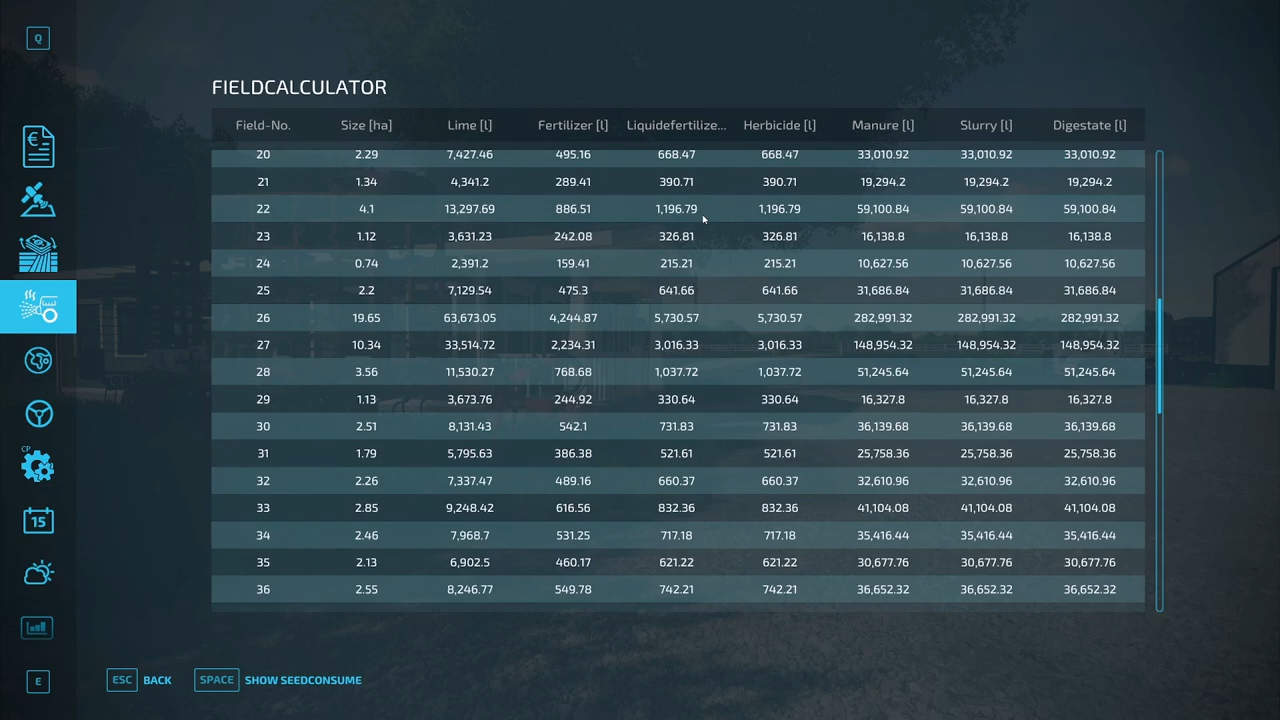 Q
FIELDCALCULATOR
Field-No. Size [ha] Lime [l] Fertilizer [l] Liquidefertilize... Herbicide [l] Manure [l] Slurry [l] Digestate [l]
20 2.29 7,427.46 495.16 668.47 668.47 33,010.92 33,010.92 33,010.92
21 1.34 4,341.2 289.41 390.71 390.71 19,294.2 19,294.2 19,294.2
22 4.1 13,297.69 886.51 1,196.79 1,196.79 59,100.84 59,100.84 59,100.84
23 1.12 3,631.23 242.08 326.81 326.81 16,138.8 16,138.8 16,138.8
24 0.74 2,391.2 159.41 215.21 215.21 10,627.56 10,627.56 10,627.56
25 2.2 7,129.54 475.3 641.66 641.66 31,686.84 31,686.84 31,686.84
26 19.65 63,673.05 4,244.87 5,730.57 5,730.57 282,991.32 282,991.32 282,991.32
27 10.34 33,514.72 2,234.31 3,016.33 3,016.33 148,954.32 148,954.32 148,954.32
28 3.56 11,530.27 768.68 1,037.72 1,037.72 51,245.64 51,245.64 51,245.64
29 1.13 3,673.76 244.92 330.64 330.64 16,327.8 16,327.8 16,327.8
30 2.51 8,131.43 542.1 731.83 731.83 36,139.68 36,139.68 36,139.68
31 1.79 5,795.63 386.38 521.61 521.61 25,758.36 25,758.36 25,758.36
32 2.26 7,337.47 489.16 660.37 660.37 32,610.96 32,610.96 32,610.96
33 2.85 9,248.42 616.56 832.36 832.36 41,104.08 41,104.08 41,104.08
34 2.46 7,968.7 531.25 717.18 717.18 35,416.44 35,416.44 35,416.44
35 2.13 6,902.5 460.17 621.22 621.22 30,677.76 30,677.76 30,677.76
36 2.55 8,246.77 549.78 742.21 742.21 36,652.32 36,652.32 36,652.32
CP
15
E
ESC BACK SPACE SHOW SEEDCONSUME